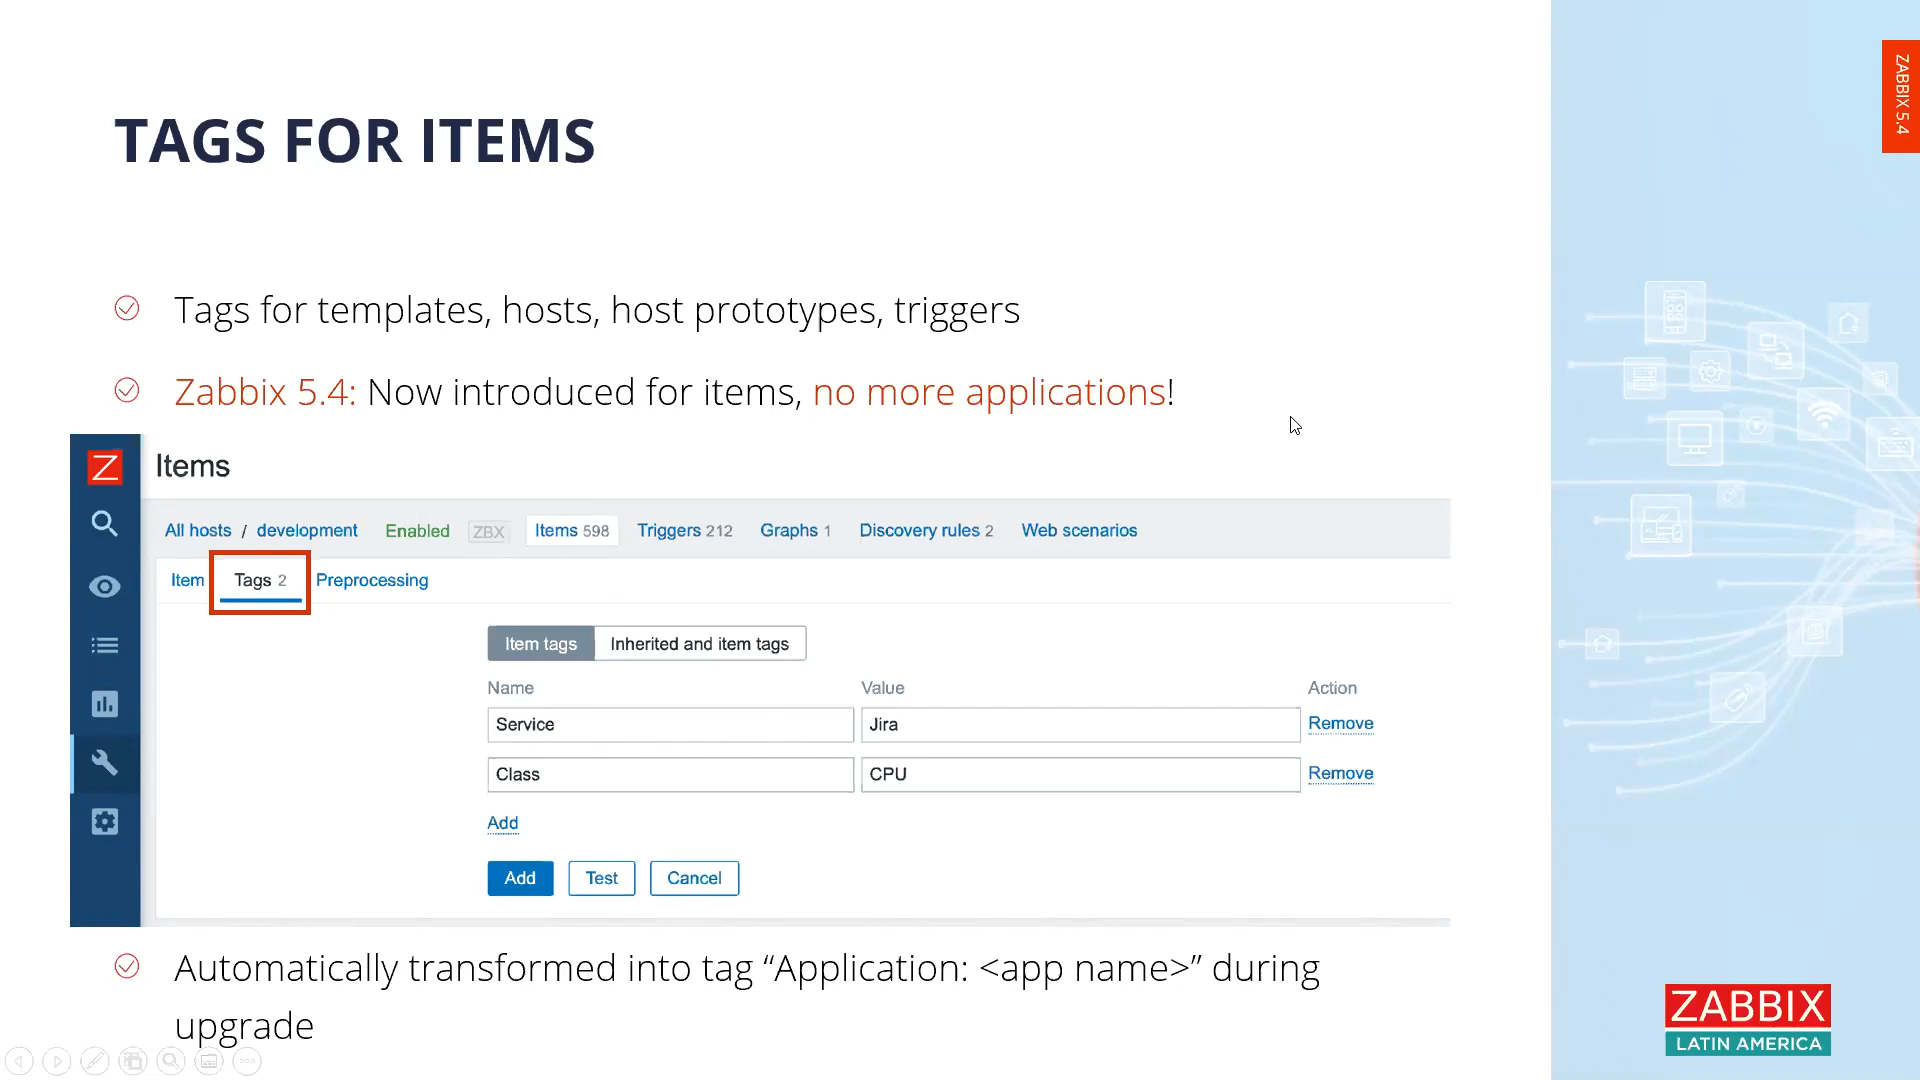 ZABBIX 5.4
TAGS FOR ITEMS
Tags for templates, hosts, host prototypes, triggers
Zabbix 5.4: Now introduced for items, no more applications!
Z
Items
All hosts / development Enabled ZBX Items 598 Triggers 212 Graphs 1 Discovery rules 2 Web scenarios
Item Tags 2 Preprocessing
Item tags Inherited and item tags
Name Value Action
Service Jira Remove
Class CPU Remove
Add
Add Test Cancel
Automatically transformed into tag “Application: <app name>” during
upgrade
ZABBIX
LATIN AMERICA